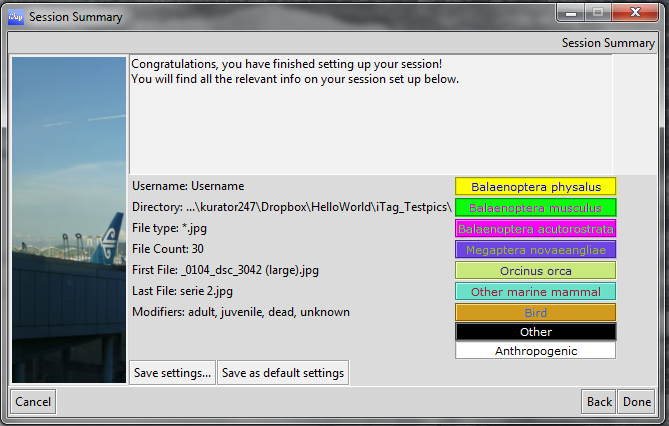 Session Summary
Session Summary
Congratulations, you have finished setting up your session!
You will find all the relevant info on your session set up below.
Username: Username
Directory: ...\kurator247\Dropbox\HelloWorld\iTag_Testpics\
File type: *.jpg
File Count: 30
First File: _0104_dsc_3042 (large).jpg
Last File: serie 2.jpg
Modifiers: adult, juvenile, dead, unknown
Balaenoptera physalus
Balaenoptera musculus
Balaenoptera acutorostrata
Megaptera novaeangliae
Orcinus orca
Other marine mammal
Bird
Other
Anthropogenic
Save settings... Save as default settings
Cancel Back Done